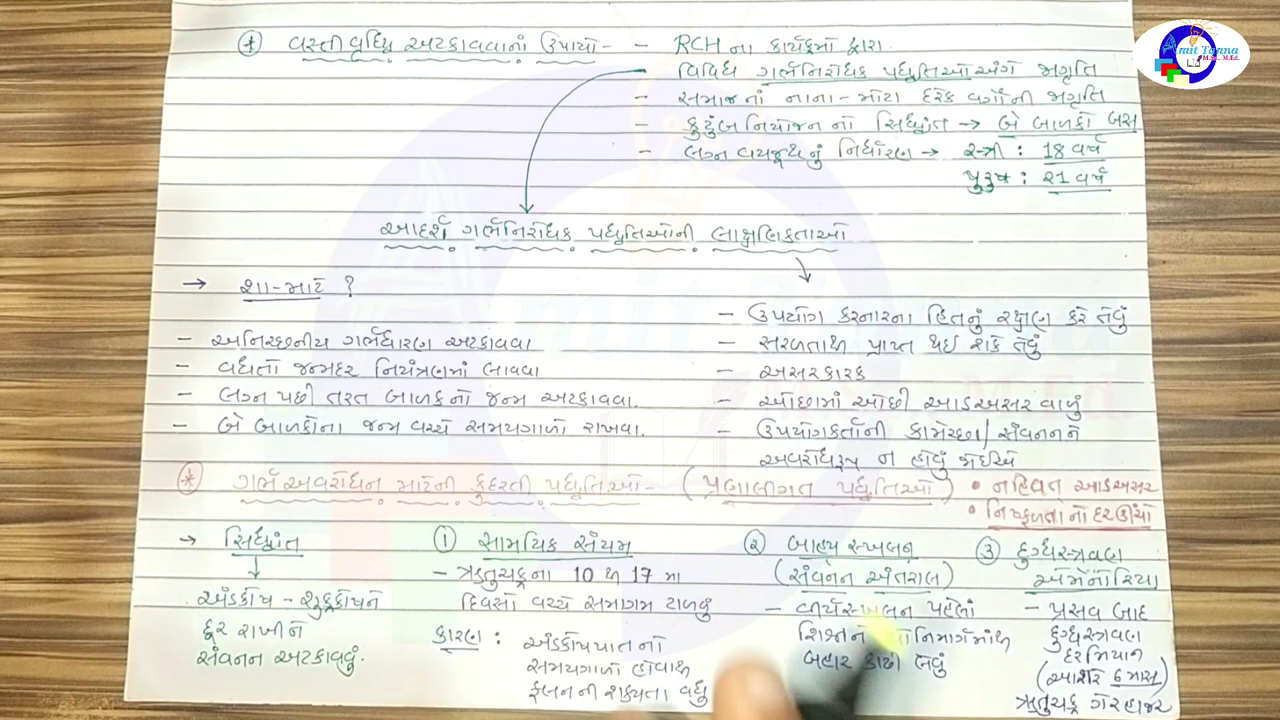 * વસ્તી વૃદ્ધિ અટકાવવાનાં ઉપાયો - - RCH ના કાર્યક્રમો દ્વારા.
- વિવિધ ગર્ભનિરોધક પદ્ધતિઓ અંગે જાગૃતિ
- સમાજ નાં નાના-મોટા દરેક વર્ગોની જાગૃતિ
- કુટુંબ નિયોજન નો સિદ્ધાંત → બે બાળકો બસ
- લગ્ન વયજૂથનું નિર્ધારણ → સ્ત્રી : 18 વર્ષ
પુરુષ : 21 વર્ષ
આદર્શ ગર્ભનિરોધક પદ્ધતિઓની લાક્ષણિકતાઓ
→ શા-માટે ?
- અનિચ્છનીય ગર્ભધારણ અટકાવવા
- વધતો જન્મદર નિયંત્રણમાં લાવવા
- લગ્ન પછી તરત બાળકનો જન્મ અટકાવવા.
- બે બાળકોના જન્મ વચ્ચે સમયગાળો રાખવા.
- ઉપયોગ કરનારના હિતનું રક્ષણ કરે તેવું
- સરળતાથી પ્રાપ્ત થઈ શકે તેવું
- અસરકારક
- ઓછામાં ઓછી આડઅસર વાળું
- ઉપયોગકર્તાની કામેચ્છા/સંવનનને
અવરોધરૂપ ન હોવું જોઈએ
* ગર્ભ અવરોધન માટેની કુદરતી પદ્ધતિઓ - (પ્રણાલીગત પદ્ધતિઓ) • નહિવત્ આડઅસર
• નિષ્ફળતાનો દર ઊંચો
→ સિદ્ધાંત
અંડકોષ - શુક્રકોષને
દૂર રાખીને
સંવનન અટકાવવું.
① સામયિક સંયમ
- ઋતુચક્રના 10 થી 17 મા
દિવસો વચ્ચે સમાગમ ટાળવું
કારણ : અંડકોષપાત નો
સમયગાળો હોવાથી
ફલનની શક્યતા વધુ
② બાહ્ય સ્ખલન
(સંવનન અંતરાલ)
- વીર્યસ્ખલન પહેલાં
શિશ્નને યોનિમાર્ગમાંથી
બહાર કાઢી લેવું
③ દુગ્ધસ્ત્રવણ
એમેનોરિયા
- પ્રસવ બાદ
દુગ્ધસ્ત્રવણ
દરમિયાન
(આશરે 6 માસ)
ઋતુચક્ર ગેરહાજર
Amit Tanna
M.Sc., M.Ed.